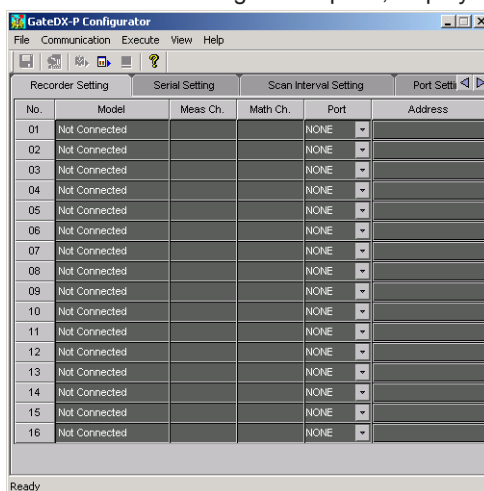 GateDX-P Configurator
File Communication Execute View Help
Recorder Setting Serial Setting Scan Interval Setting Port Setti
No. Model Meas Ch. Math Ch. Port Address
01 Not Connected NONE
02 Not Connected NONE
03 Not Connected NONE
04 Not Connected NONE
05 Not Connected NONE
06 Not Connected NONE
07 Not Connected NONE
08 Not Connected NONE
09 Not Connected NONE
10 Not Connected NONE
11 Not Connected NONE
12 Not Connected NONE
13 Not Connected NONE
14 Not Connected NONE
15 Not Connected NONE
16 Not Connected NONE
Ready